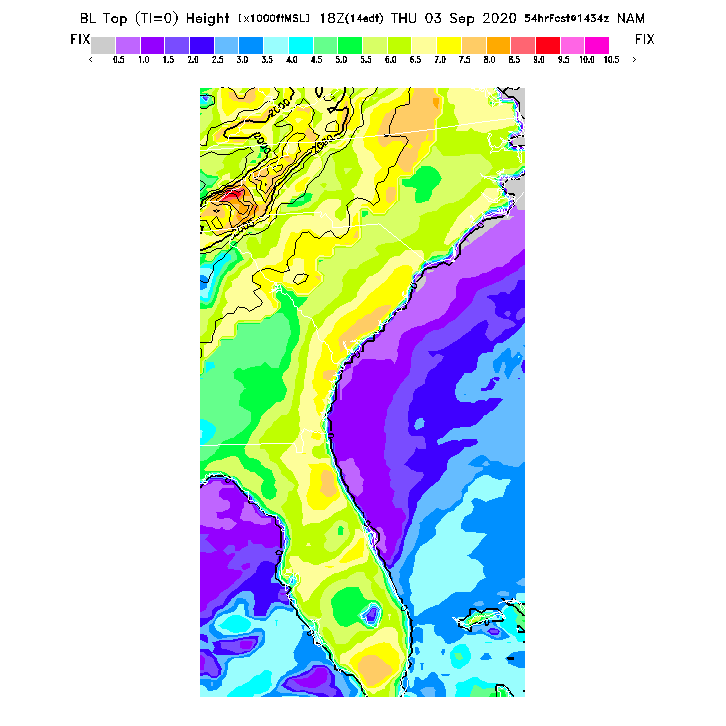 BL Top (TI=0) Height [x1000ftMSL] 18Z(14edt) THU 03 Sep 2020 54hrFcst@1434z NAM
FIX FIX
< 0.5 1.0 1.5 2.0 2.5 3.0 3.5 4.0 4.5 5.0 5.5 6.0 6.5 7.0 7.5 8.0 8.5 9.0 9.5 10.0 10.5 >
2000
2000
2000